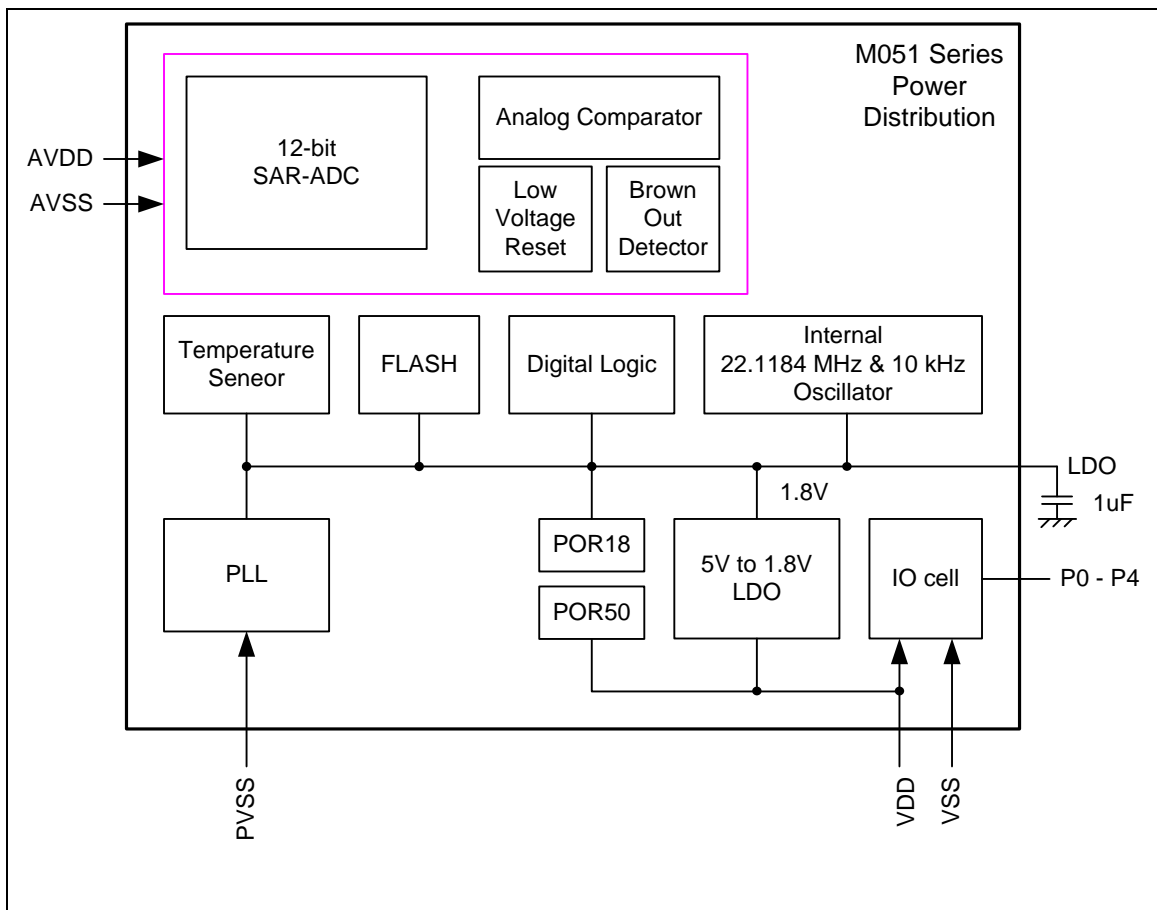 M051 Series
Power
Distribution
AVDD
AVSS
12-bit
SAR-ADC
Analog Comparator
Low
Voltage
Reset
Brown
Out
Detector
Temperature
Seneor
FLASH
Digital Logic
Internal
22.1184 MHz & 10 kHz
Oscillator
LDO
1uF
1.8V
PLL
POR18
POR50
5V to 1.8V
LDO
IO cell
P0 - P4
PVSS
VDD
VSS